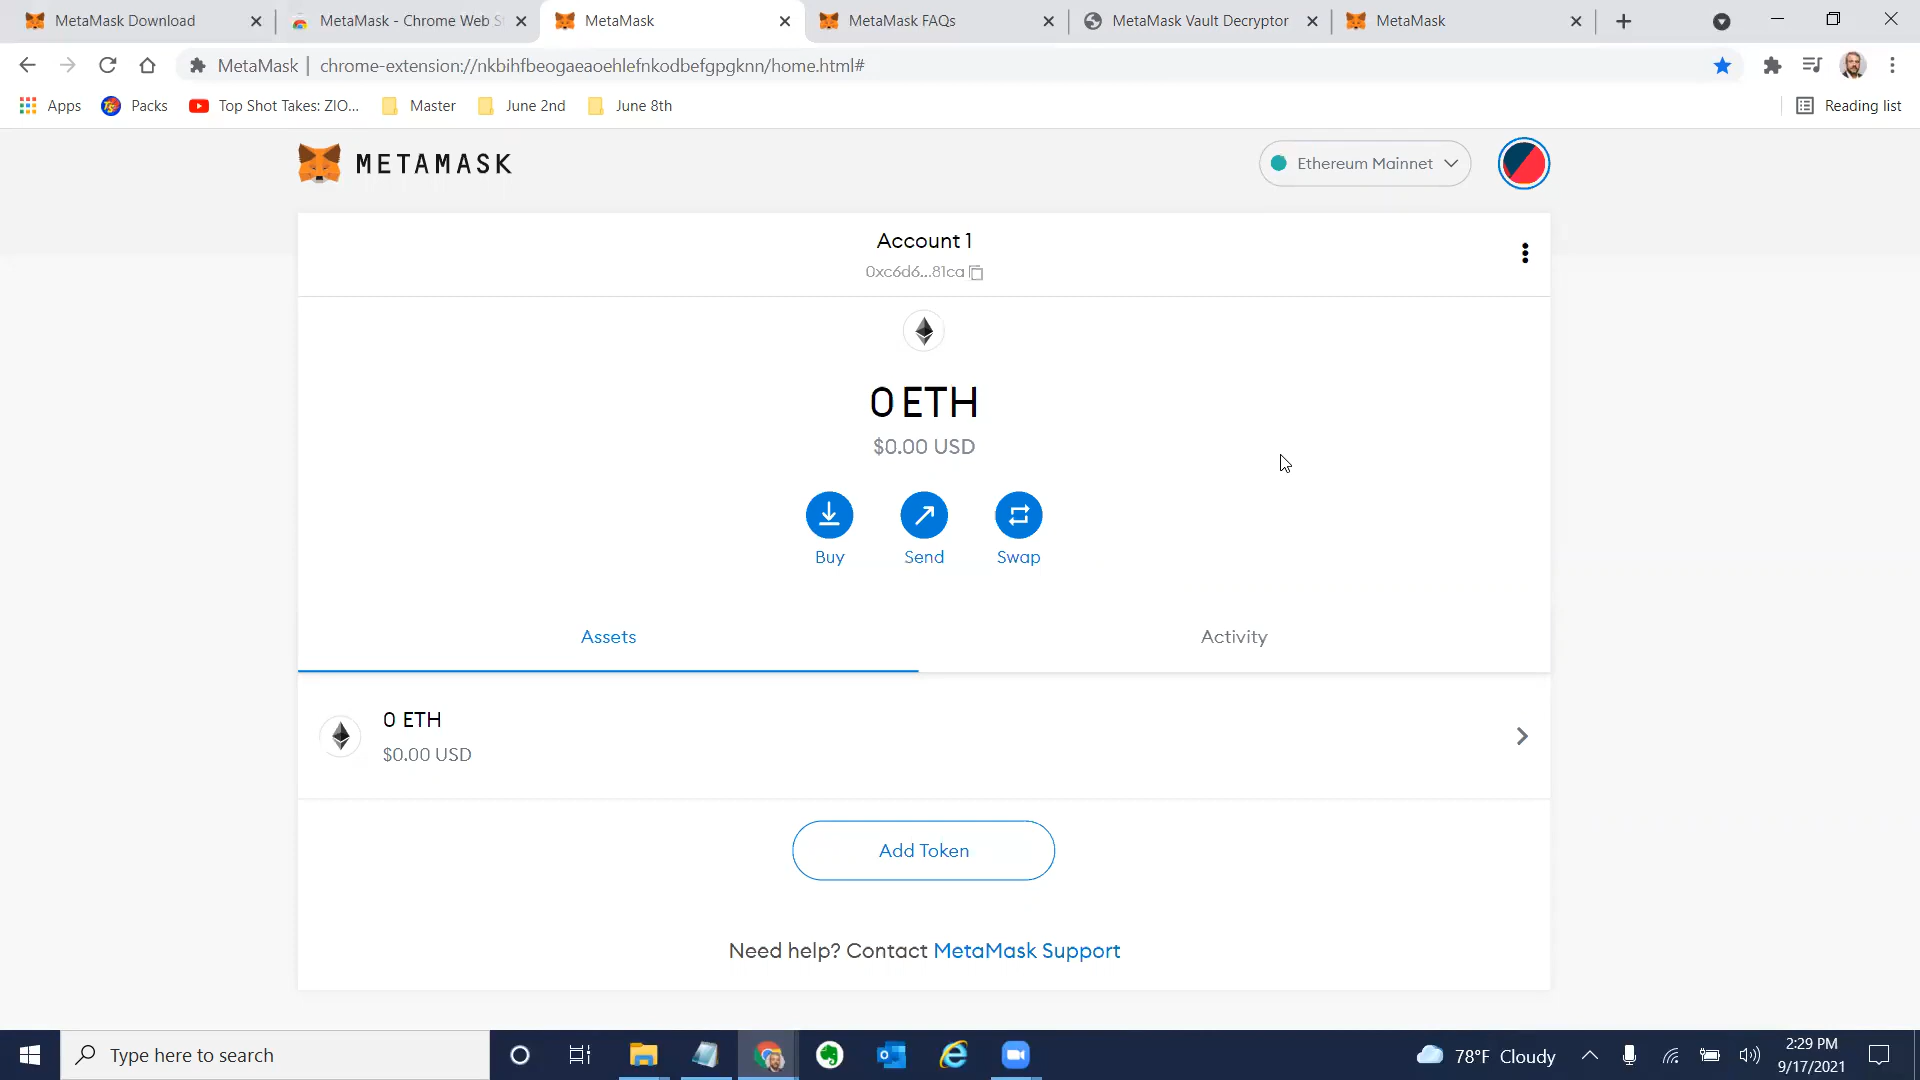 MetaMask Download
MetaMask - Chrome Web S
MetaMask
MetaMask FAQs
MetaMask Vault Decryptor
MetaMask
MetaMask | chrome-extension://nkbihfbeogaeaoehlefnkodbefgpgknn/home.html#
Apps
Packs
Top Shot Takes: ZIO...
Master
June 2nd
June 8th
Reading list
METAMASK
Ethereum Mainnet
Account 1
0xc6d6...81ca
0 ETH
$0.00 USD
Buy
Send
Swap
Assets
Activity
0 ETH
$0.00 USD
Add Token
Need help? Contact MetaMask Support
Type here to search
78°F Cloudy
2:29 PM
9/17/2021